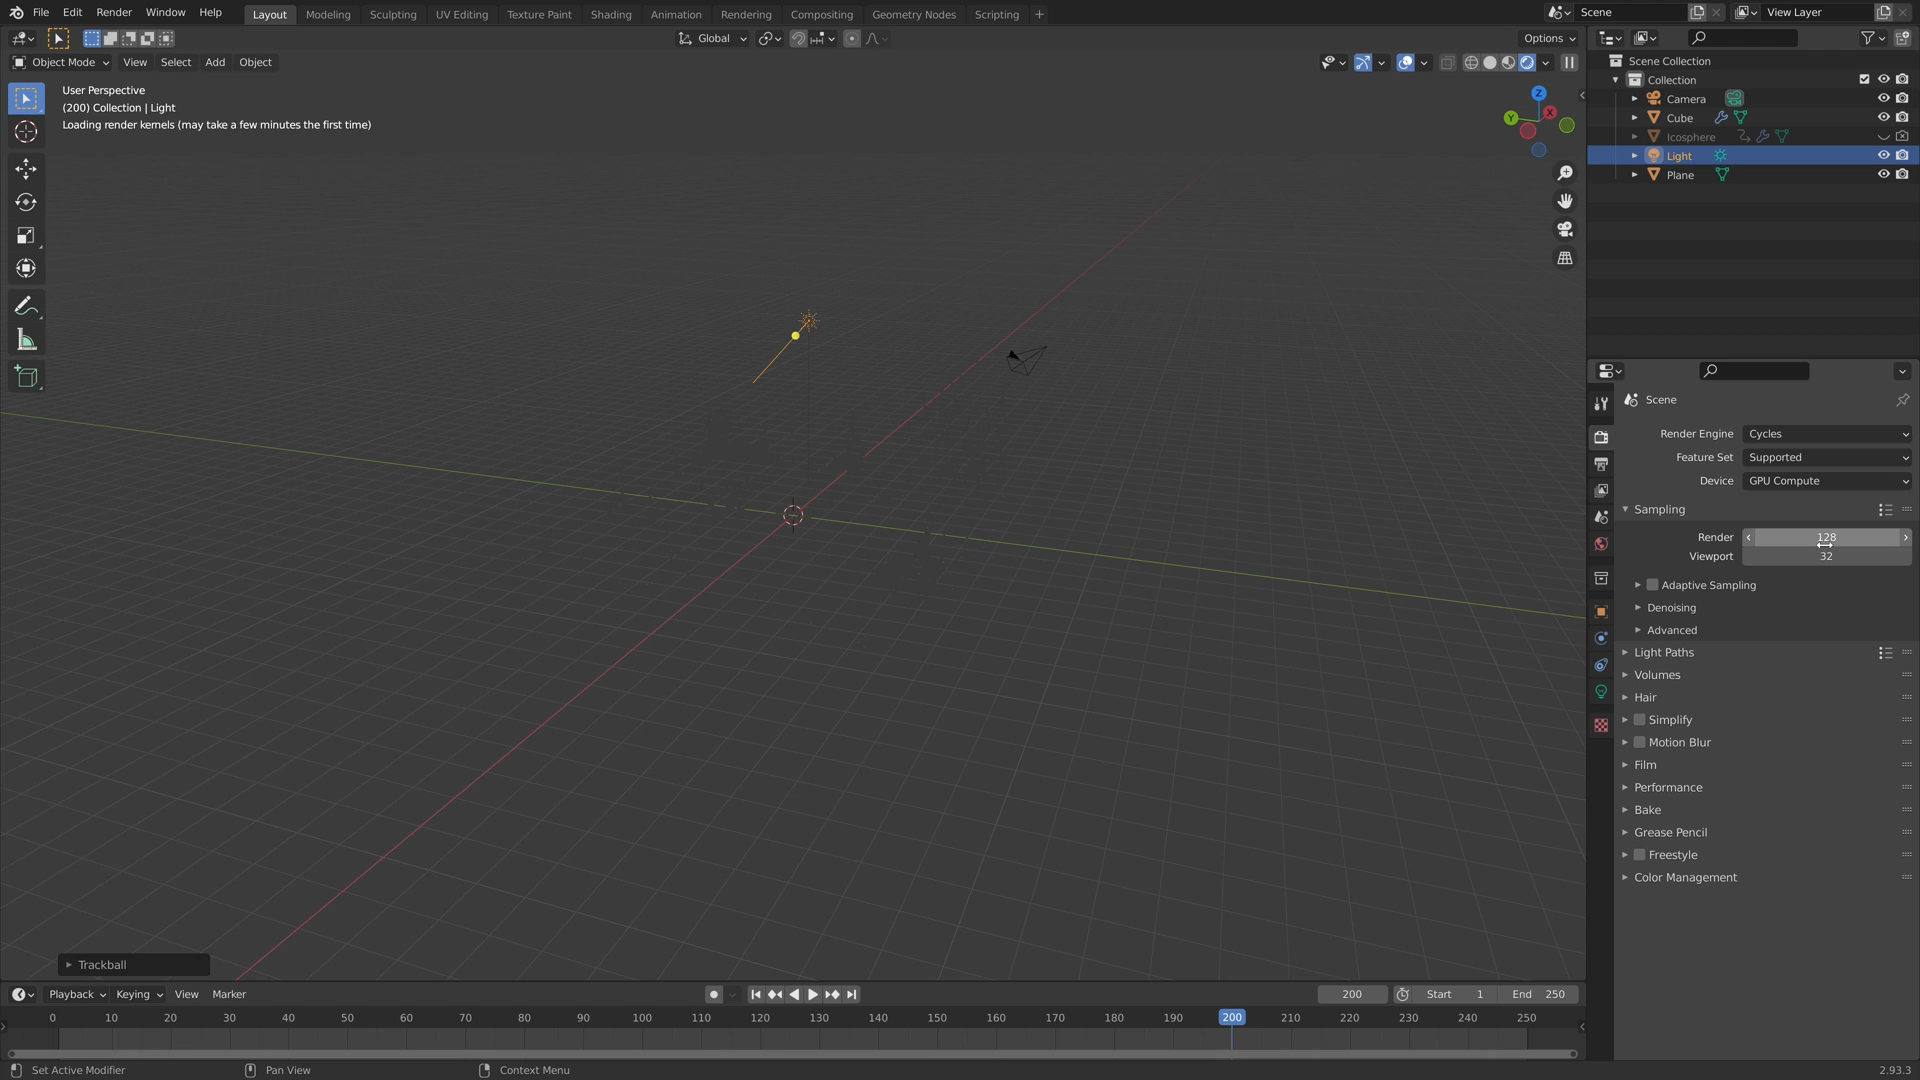 File Edit Render Window Help Layout Modeling Sculpting UV Editing Texture Paint Shading Animation Rendering Compositing Geometry Nodes Scripting + Scene View Layer
Global Options
Object Mode View Select Add Object
User Perspective
(200) Collection | Light
Loading render kernels (may take a few minutes the first time)
Z
X
Y
Scene Collection
Collection
Camera
Cube
Icosphere
Light
Plane
Scene
Render Engine Cycles
Feature Set Supported
Device GPU Compute
Sampling
Render 128
Viewport 32
Adaptive Sampling
Denoising
Advanced
Light Paths
Volumes
Hair
Simplify
Motion Blur
Film
Performance
Bake
Grease Pencil
Freestyle
Color Management
Trackball
Playback Keying View Marker 200 Start 1 End 250
0 10 20 30 40 50 60 70 80 90 100 110 120 130 140 150 160 170 180 190 200 210 220 230 240 250
Set Active Modifier Pan View Context Menu 2.93.3